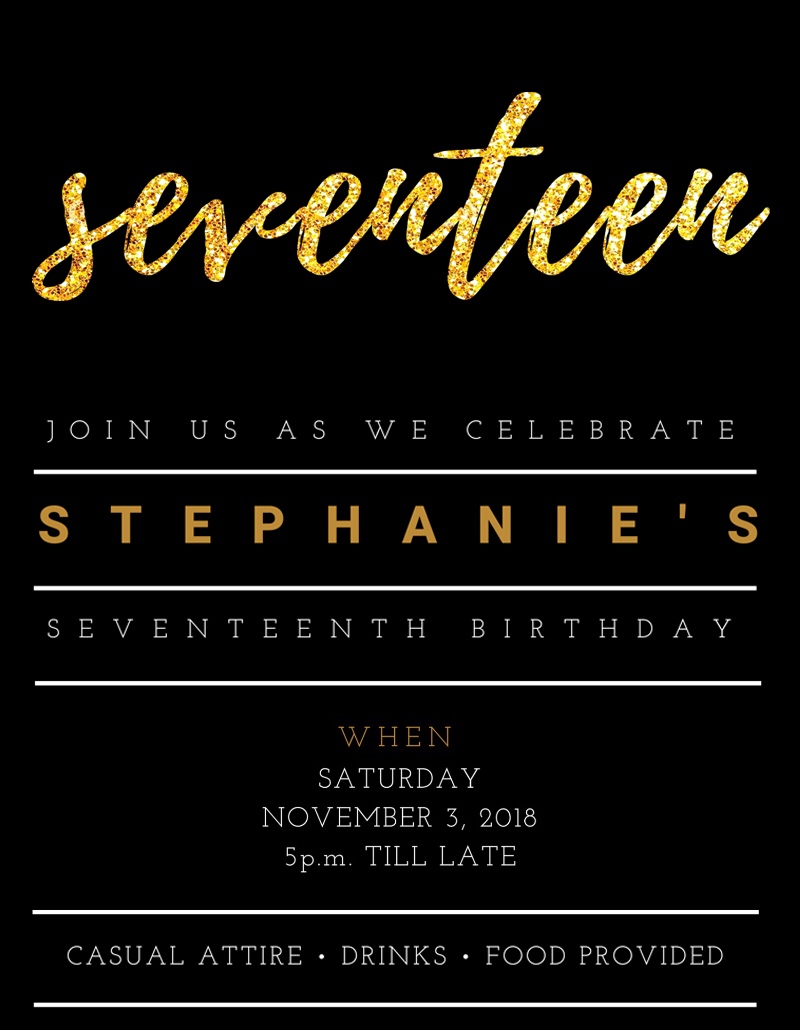 seventeen
JOIN US AS WE CELEBRATE
STEPHANIE'S
SEVENTEENTH BIRTHDAY
WHEN
SATURDAY
NOVEMBER 3, 2018
5p.m. TILL LATE
CASUAL ATTIRE • DRINKS • FOOD PROVIDED